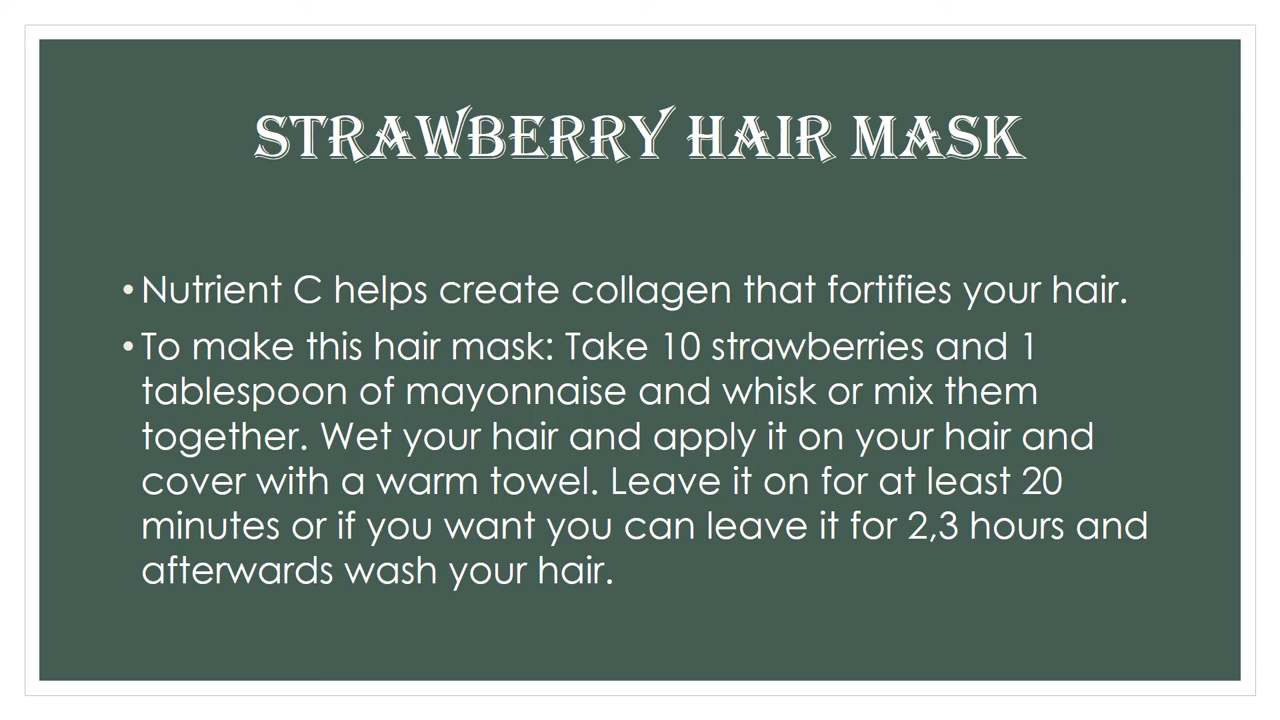 STRAWBERRY HAIR MASK
• Nutrient C helps create collagen that fortifies your hair.
• To make this hair mask: Take 10 strawberries and 1
tablespoon of mayonnaise and whisk or mix them
together. Wet your hair and apply it on your hair and
cover with a warm towel. Leave it on for at least 20
minutes or if you want you can leave it for 2,3 hours and
afterwards wash your hair.